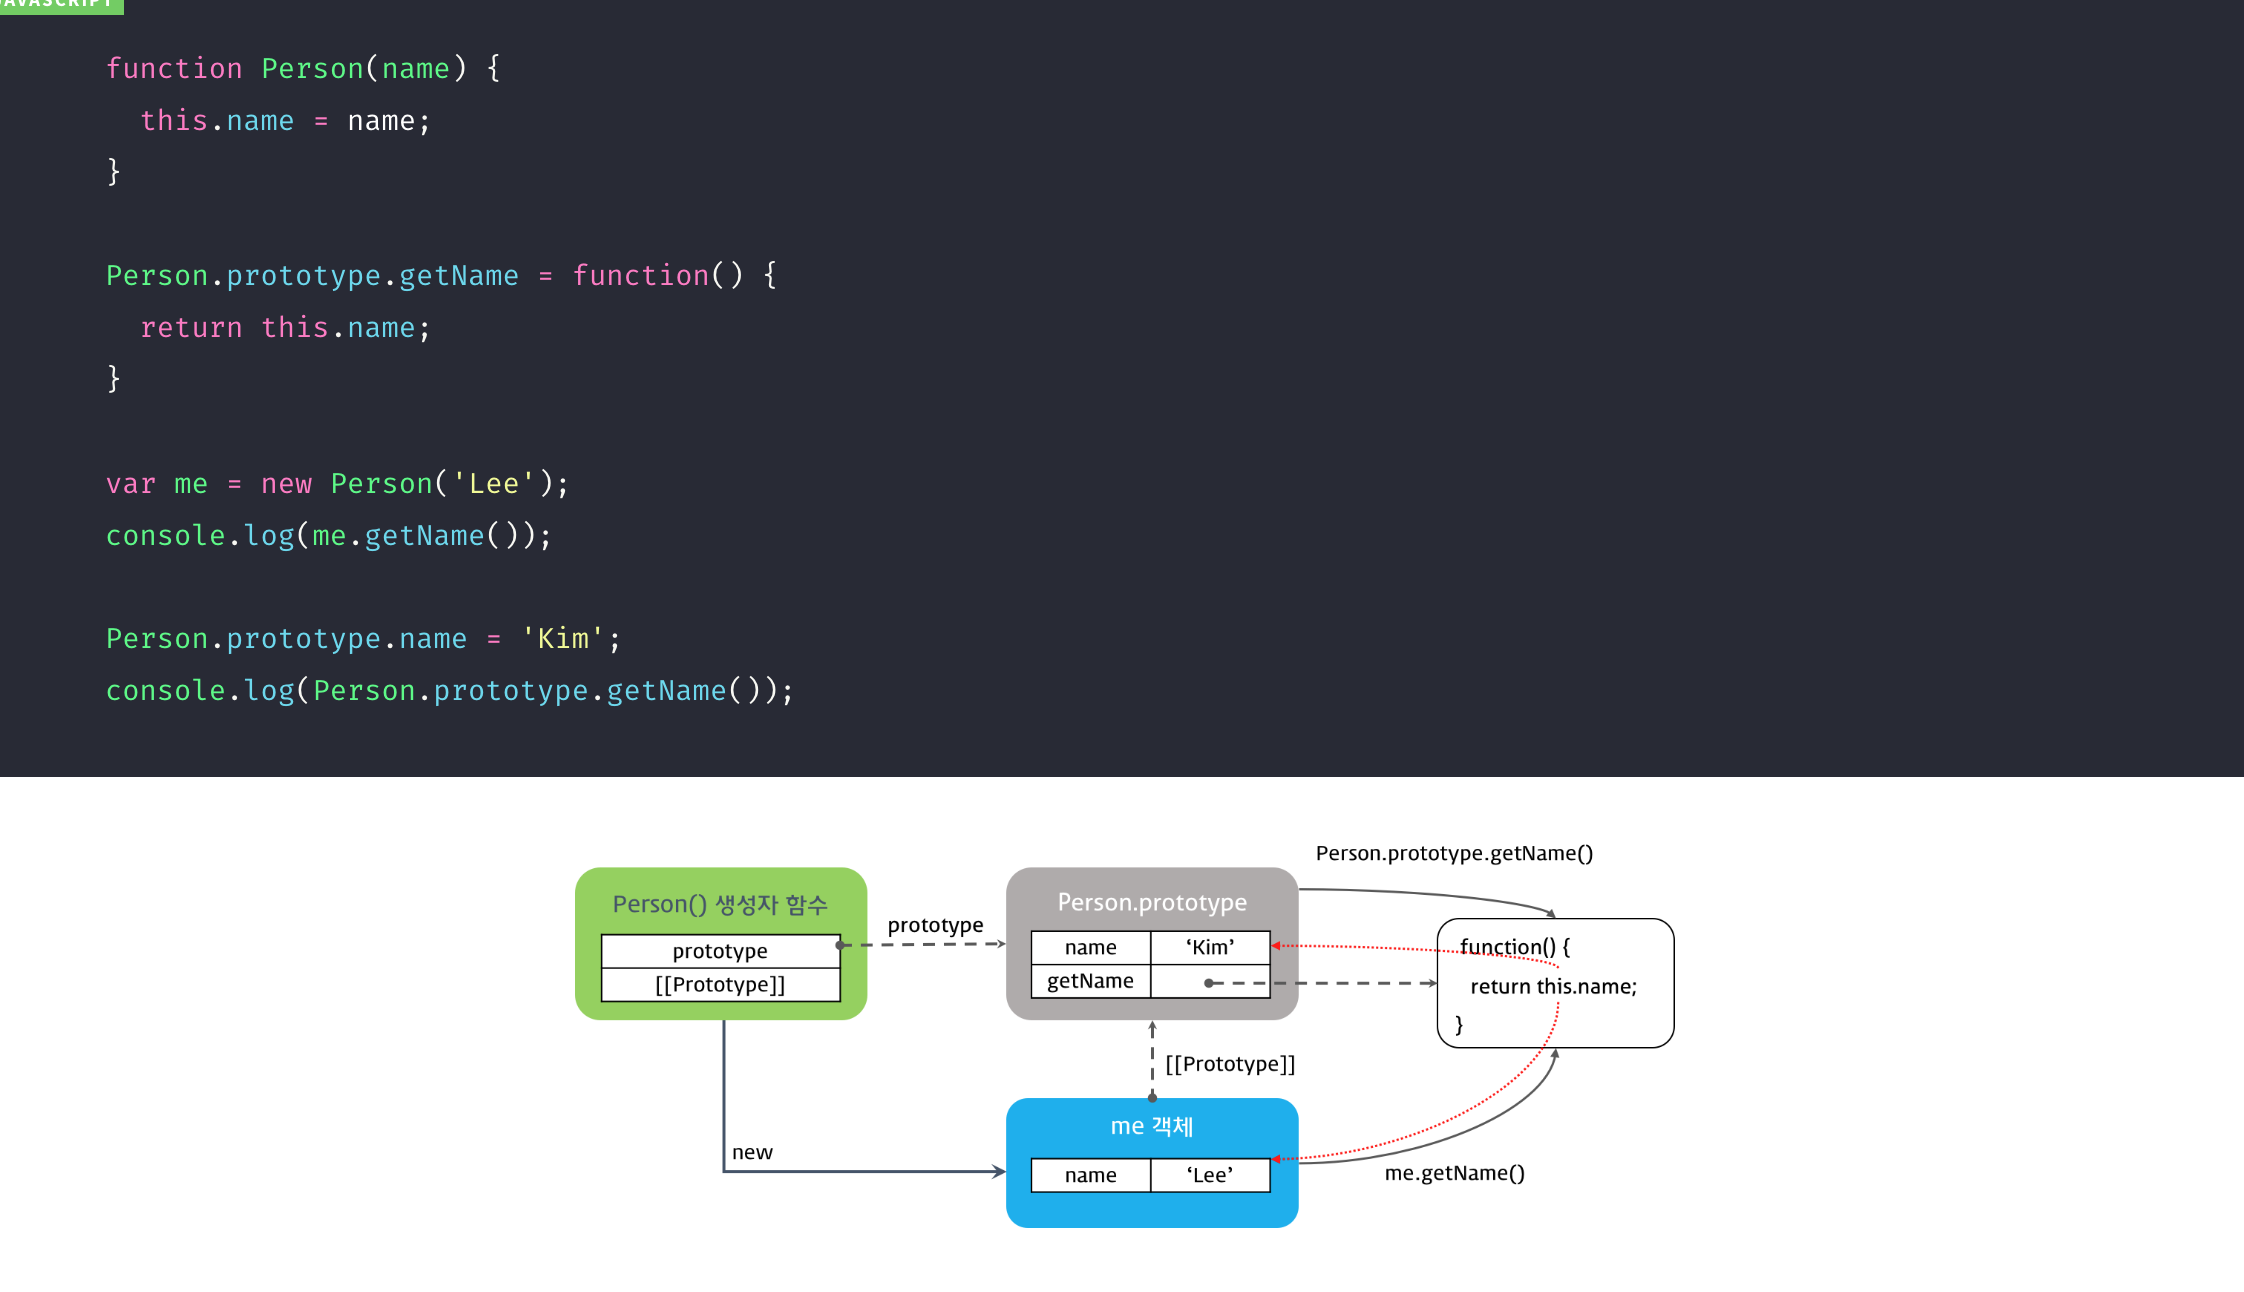 JAVASCRIPT
function Person(name) {
  this.name = name;
}
Person.prototype.getName = function() {
  return this.name;
}
var me = new Person('Lee');
console.log(me.getName());
Person.prototype.name = 'Kim';
console.log(Person.prototype.getName());
Person.prototype.getName()
Person() 생성자 함수
prototype
[[Prototype]]
prototype
Person.prototype
name ‘Kim’
getName
function() {
return this.name;
}
[[Prototype]]
new
me 객체
name ‘Lee’
me.getName()